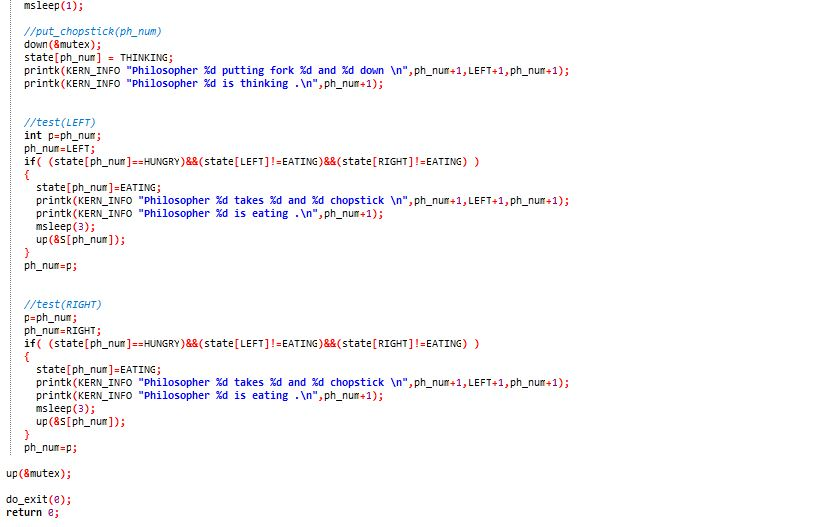 msleep(1);
//put_chopstick(ph_num)
down(&mutex);
state[ph_num] = THINKING;
printk(KERN_INFO "Philosopher %d putting fork %d and %d down \n",ph_num+1,LEFT+1,ph_num+1);
printk(KERN_INFO "Philosopher %d is thinking .\n",ph_num+1);
//test(LEFT)
int p=ph_num;
ph_num=LEFT;
if( (state[ph_num]==HUNGRY)&&(state[LEFT]!=EATING)&&(state[RIGHT]!=EATING) )
{
state[ph_num]=EATING;
printk(KERN_INFO "Philosopher %d takes %d and %d chopstick \n",ph_num+1,LEFT+1,ph_num+1);
printk(KERN_INFO "Philosopher %d is eating .\n",ph_num+1);
msleep(3);
up(&S[ph_num]);
}
ph_num=p;
//test(RIGHT)
p=ph_num;
ph_num=RIGHT;
if( (state[ph_num]==HUNGRY)&&(state[LEFT]!=EATING)&&(state[RIGHT]!=EATING) )
{
state[ph_num]=EATING;
printk(KERN_INFO "Philosopher %d takes %d and %d chopstick \n",ph_num+1,LEFT+1,ph_num+1);
printk(KERN_INFO "Philosopher %d is eating .\n",ph_num+1);
msleep(3);
up(&S[ph_num]);
}
ph_num=p;
up(&mutex);
do_exit(0);
return 0;